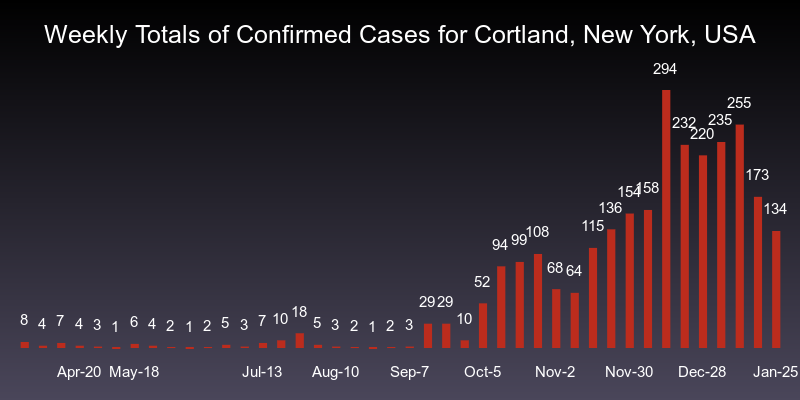 Weekly Totals of Confirmed Cases for Cortland, New York, USA
8 4 7 4 3 1 6 4 2 1 2 5 3 7 10 18 5 3 2 1 2 3 29 29 10 52 94 99 108 68 64 115 136 154 158 294 232 220 235 255 173 134
Apr-20 May-18 Jul-13 Aug-10 Sep-7 Oct-5 Nov-2 Nov-30 Dec-28 Jan-25